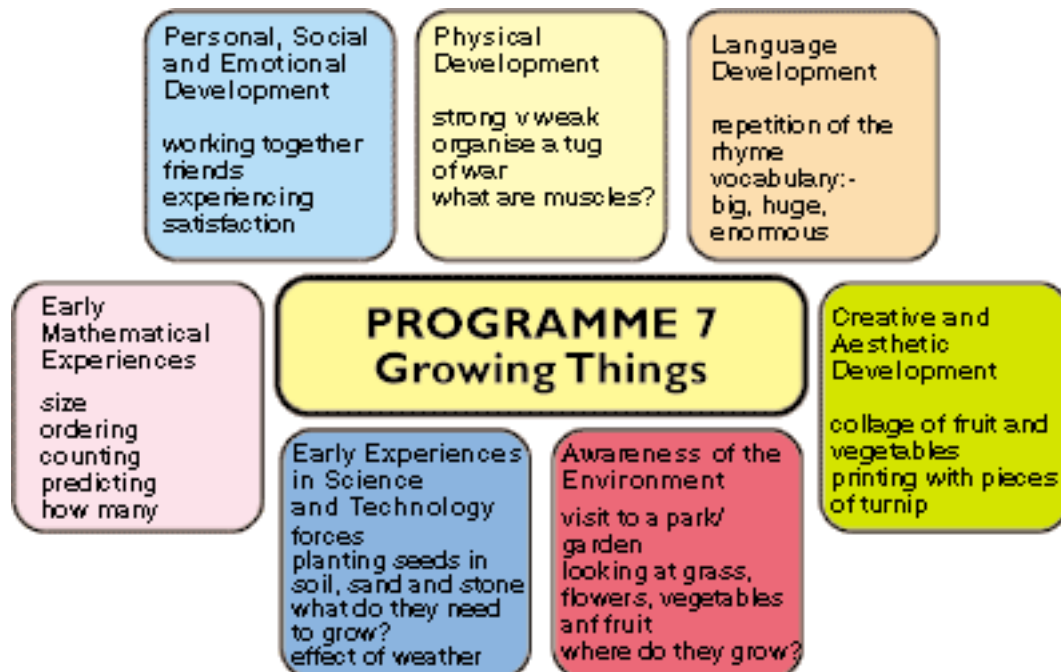 Personal, Social
and Emotional
Development
working together
friends
experiencing
satisfaction
Physical
Development
strong v weak
organise a tug
of war
what are muscles?
Language
Development
repetition of the
rhyme
vocabulary:-
big, huge,
enormous
Early
Mathematical
Experiences
size
ordering
counting
predicting
how many
PROGRAMME 7
Growing Things
Creative and
Aesthetic
Development
collage of fruit and
vegetables
printing with pieces
of turnip
Early Experiences
in Science
and Technology
forces
planting seeds in
soil, sand and stone
what do they need
to grow?
effect of weather
Awareness of the
Environment
visit to a park/
garden
looking at grass,
flowers, vegetables
anf fruit
where do they grow?